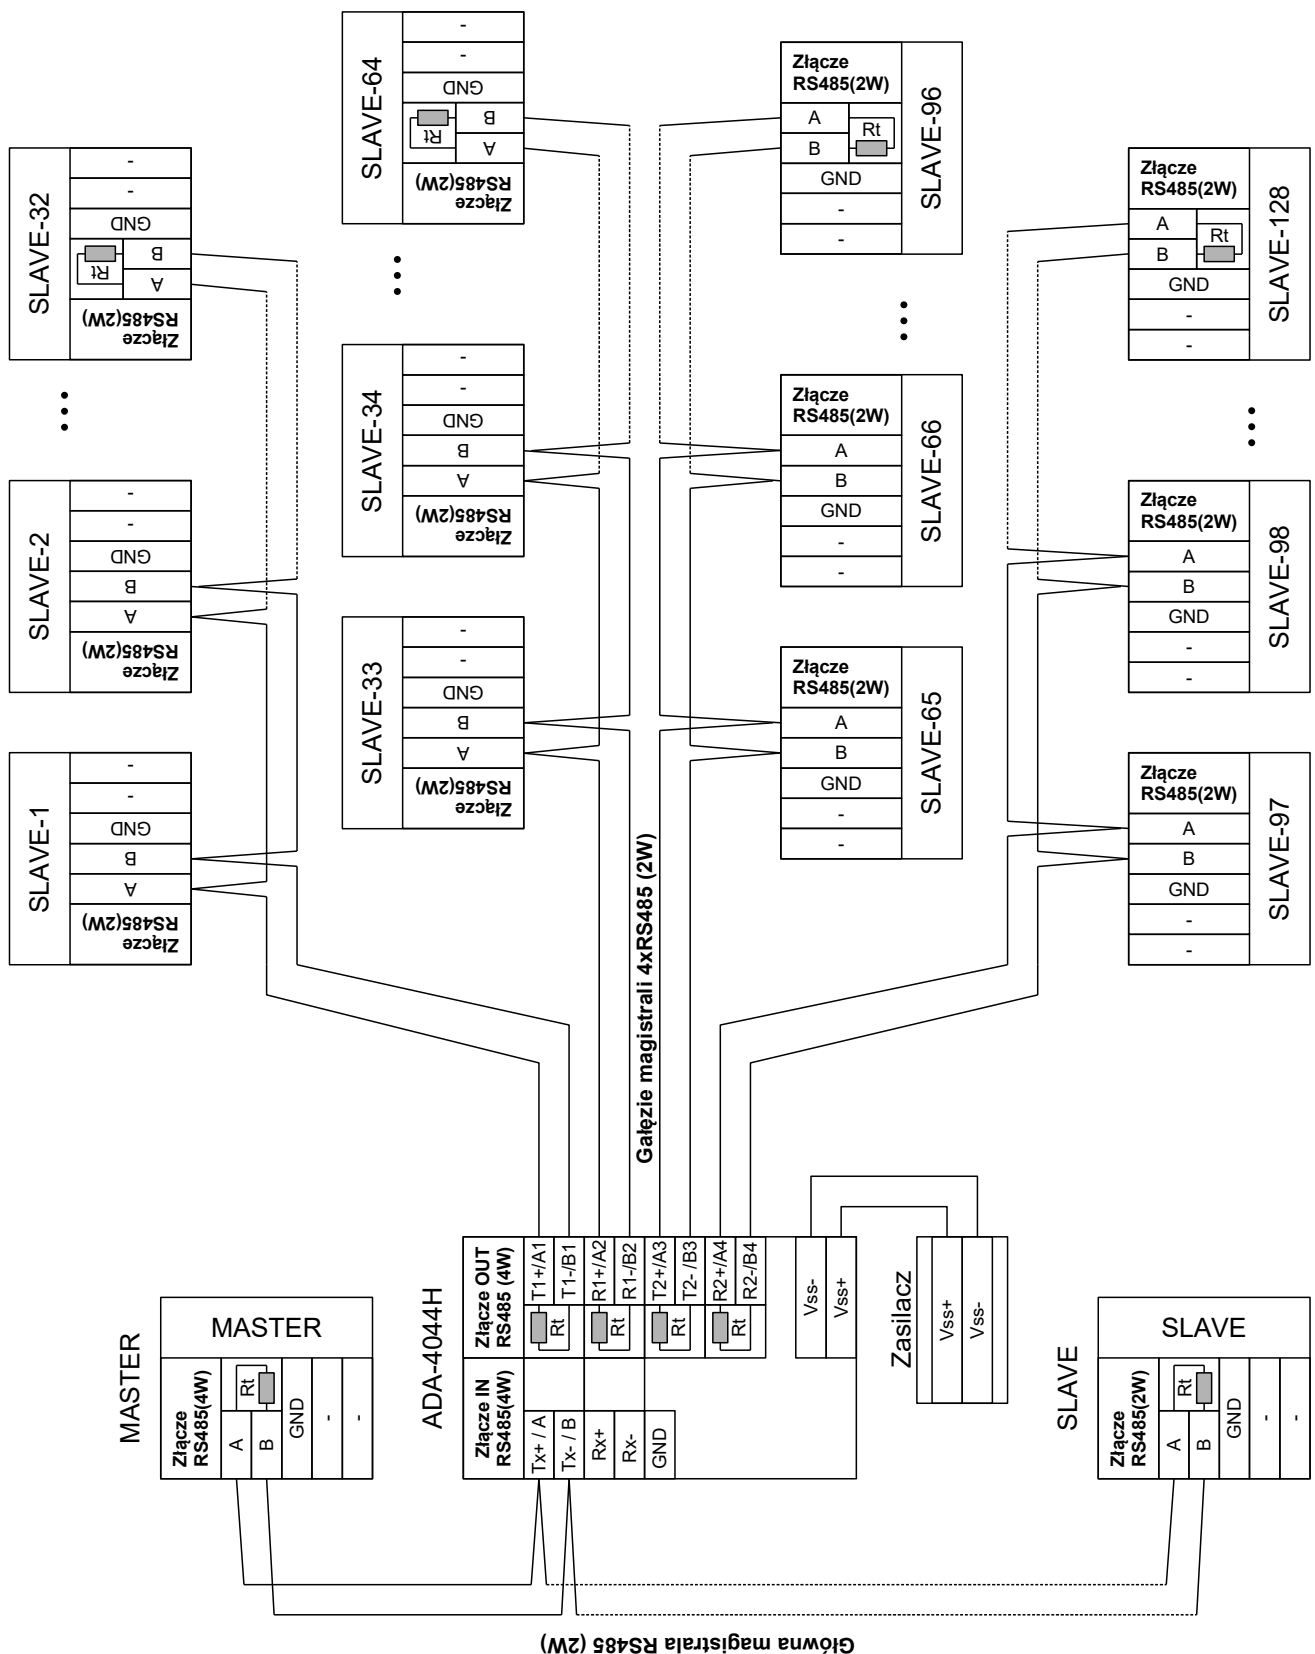 SLAVE-32
-
-
GND
B
A
Rt
Złącze
RS485(2W)
SLAVE-2
-
-
GND
B
A
Złącze
RS485(2W)
SLAVE-1
-
-
GND
B
A
Złącze
RS485(2W)
SLAVE-64
-
-
GND
B
A
Rt
Złącze
RS485(2W)
SLAVE-34
-
-
GND
B
A
Złącze
RS485(2W)
SLAVE-33
-
-
GND
B
A
Złącze
RS485(2W)
Złącze
RS485(2W)
A
B
Rt
GND
-
-
SLAVE-96
Złącze
RS485(2W)
A
B
GND
-
-
SLAVE-66
Złącze
RS485(2W)
A
B
GND
-
-
SLAVE-65
Złącze
RS485(2W)
A
B
Rt
GND
-
-
SLAVE-128
Złącze
RS485(2W)
A
B
GND
-
-
SLAVE-98
Złącze
RS485(2W)
A
B
GND
-
-
SLAVE-97
Gałęzie magistrali 4xRS485 (2W)
MASTER
MASTER
Złącze
RS485(4W)
A
B
Rt
GND
-
-
ADA-4044H
Złącze IN
RS485(4W)
Tx+ / A
Tx- / B
Rx+
Rx-
GND
Złącze OUT
RS485 (4W)
T1+/A1
T1-/B1
Rt
R1+/A2
R1-/B2
Rt
T2+/A3
T2- /B3
Rt
R2+/A4
R2-/B4
Rt
Vss-
Vss+
Zasilacz
Vss+
Vss-
SLAVE
SLAVE
Złącze
RS485(2W)
A
B
Rt
GND
-
-
Główna magistrala RS485 (2W)